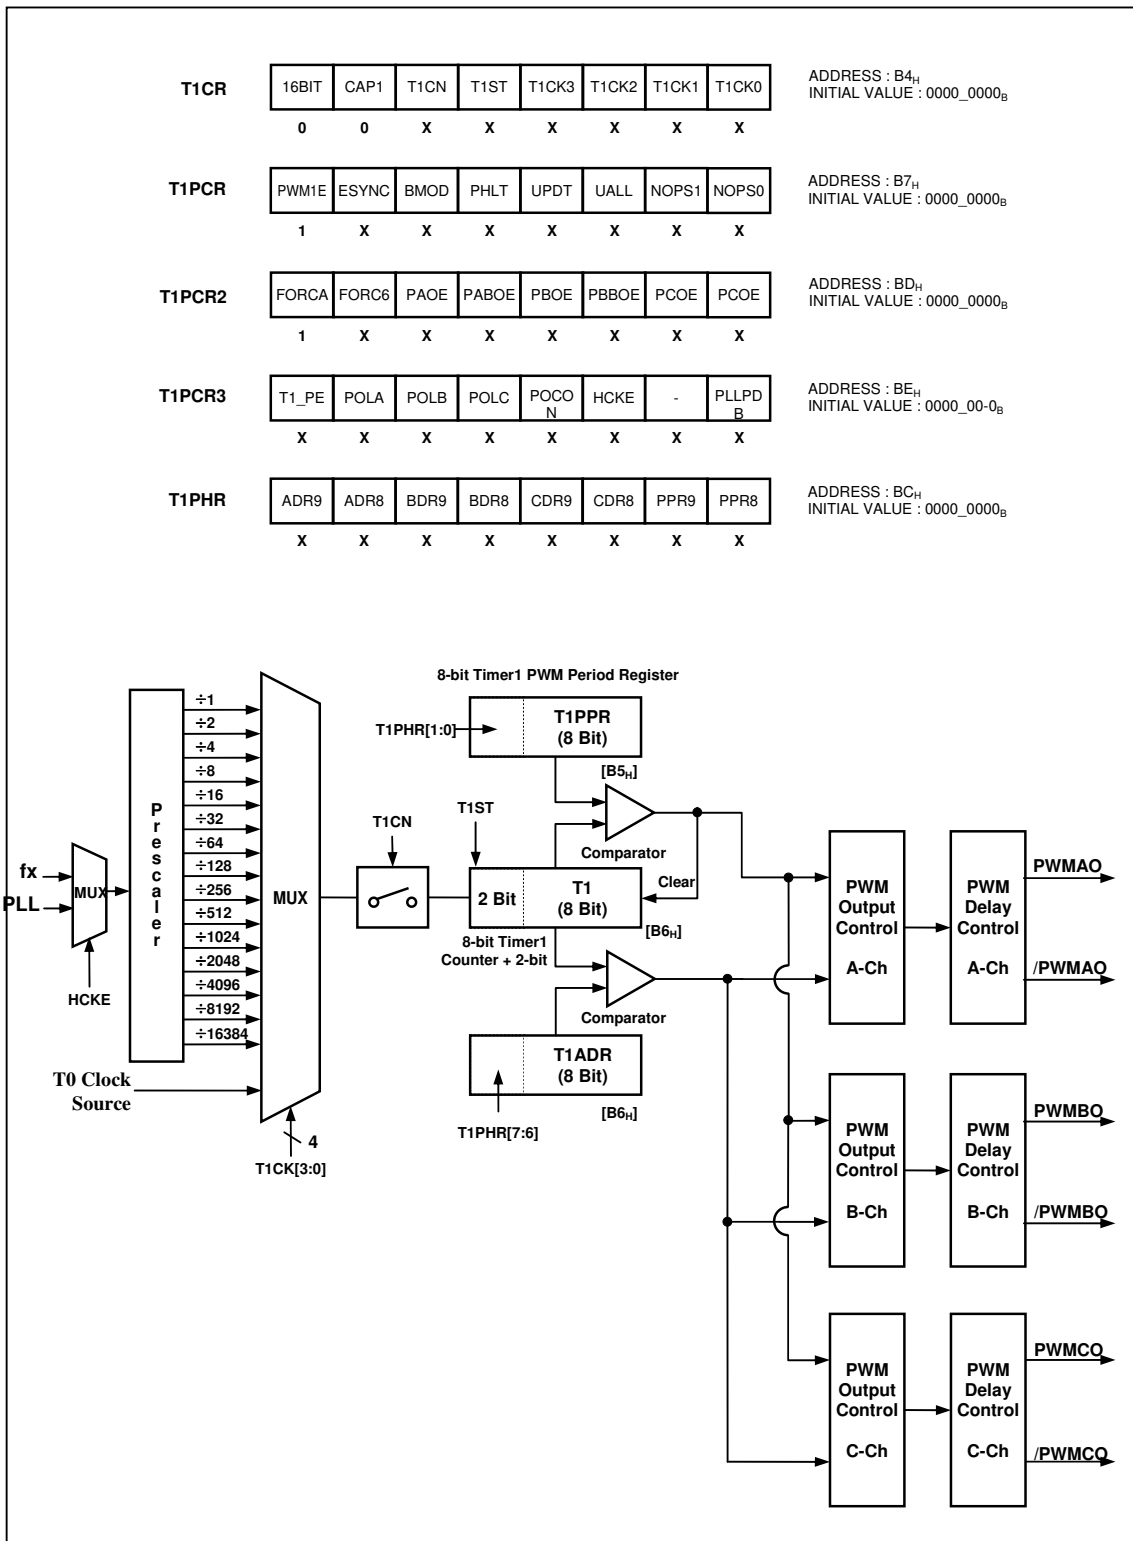 T1CR 16BIT CAP1 T1CN T1ST T1CK3 T1CK2 T1CK1 T1CK0 ADDRESS : B4H
INITIAL VALUE : 0000_0000B
0 0 X X X X X X
T1PCR PWM1E ESYNC BMOD PHLT UPDT UALL NOPS1 NOPS0 ADDRESS : B7H
INITIAL VALUE : 0000_0000B
1 X X X X X X X
T1PCR2 FORCA FORC6 PAOE PABOE PBOE PBBOE PCOE PCOE ADDRESS : BDH
INITIAL VALUE : 0000_0000B
1 X X X X X X X
T1PCR3 T1_PE POLA POLB POLC POCO
N HCKE - PLLPD
B ADDRESS : BEH
INITIAL VALUE : 0000_00-0B
X X X X X X X X
T1PHR ADR9 ADR8 BDR9 BDR8 CDR9 CDR8 PPR9 PPR8 ADDRESS : BCH
INITIAL VALUE : 0000_0000B
X X X X X X X X
fx
PLL
MUX
HCKE
Prescaler
÷1
÷2
÷4
÷8
÷16
÷32
÷64
÷128
÷256
÷512
÷1024
÷2048
÷4096
÷8192
÷16384
T0 Clock
Source
MUX
4
T1CK[3:0]
T1CN
8-bit Timer1 PWM Period Register
T1PHR[1:0]
T1PPR
(8 Bit)
[B5H]
T1ST
Comparator
Clear
2 Bit
T1
(8 Bit)
[B6H]
8-bit Timer1
Counter + 2-bit
Comparator
T1ADR
(8 Bit)
[B6H]
T1PHR[7:6]
PWM
Output
Control
A-Ch
PWM
Delay
Control
A-Ch
PWMAO
/PWMAO
PWM
Output
Control
B-Ch
PWM
Delay
Control
B-Ch
PWMBO
/PWMBO
PWM
Output
Control
C-Ch
PWM
Delay
Control
C-Ch
PWMCO
/PWMCO